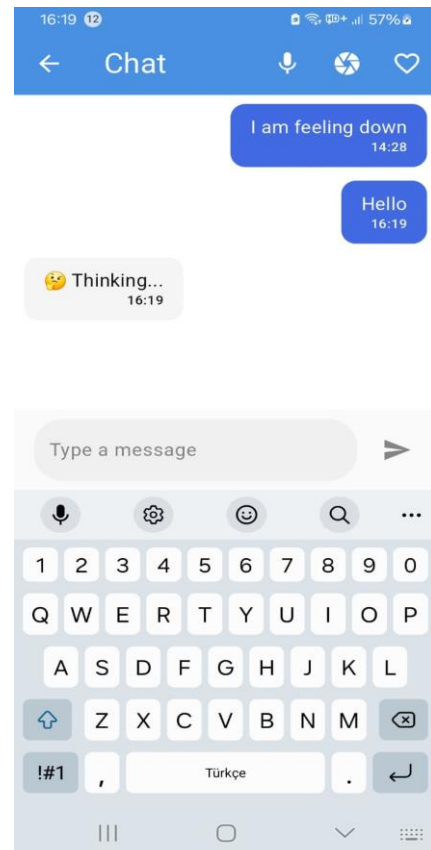 16:19 12 57%
Chat
I am feeling down
14:28
Hello
16:19
🤔 Thinking...
16:19
Type a message
1 2 3 4 5 6 7 8 9 0
Q W E R T Y U I O P
A S D F G H J K L
Z X C V B N M
!#1 , Türkçe .